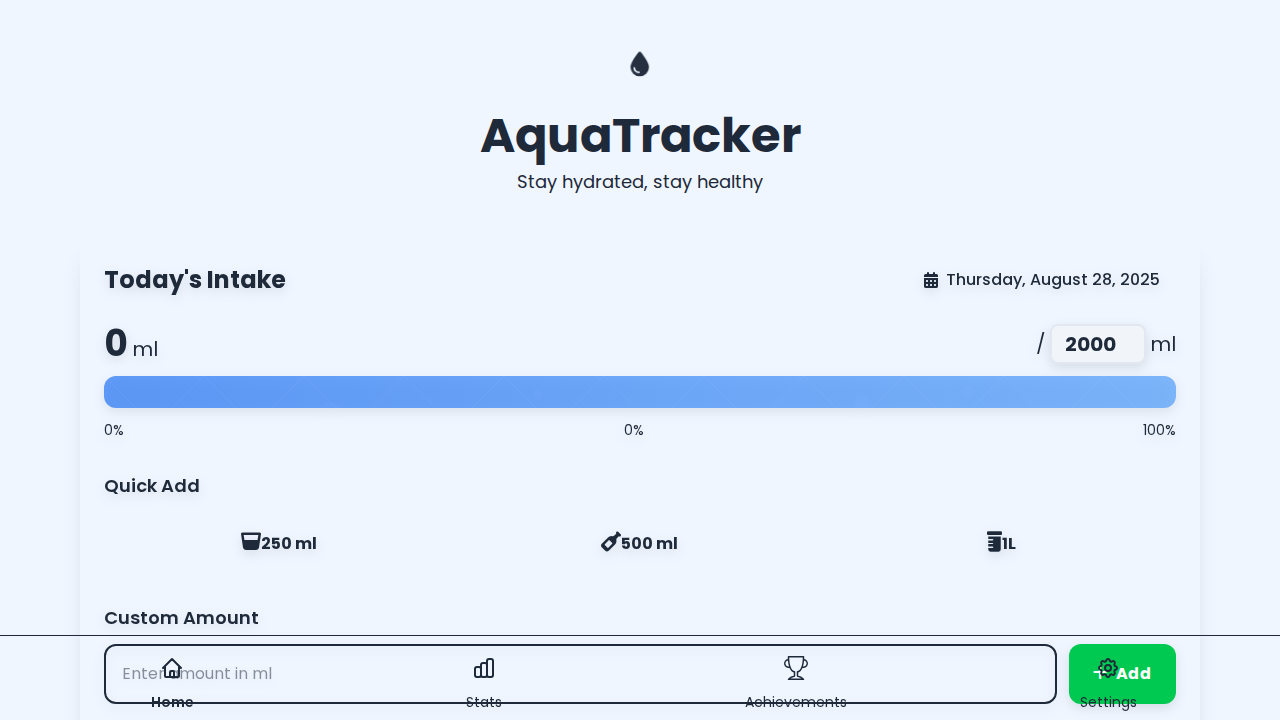 AquaTracker
Stay hydrated, stay healthy
Today's Intake
Thursday, August 28, 2025
0 ml
/ 2000 ml
0%
0%
100%
Quick Add
250 ml
500 ml
1L
Custom Amount
Enter amount in ml
+ Add
Home
Stats
Achievements
Settings